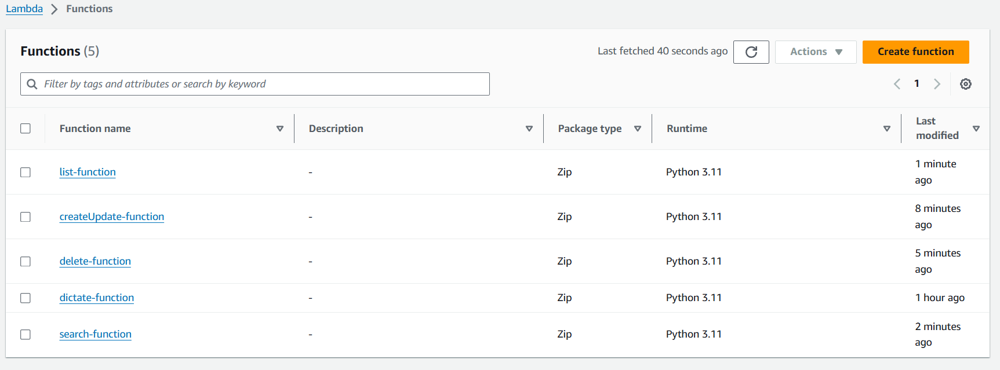 Lambda > Functions
Functions (5)
Last fetched 40 seconds ago
Actions
Create function
Filter by tags and attributes or search by keyword
1
Function name Description Package type Runtime Last modified
list-function - Zip Python 3.11 1 minute ago
createUpdate-function - Zip Python 3.11 8 minutes ago
delete-function - Zip Python 3.11 5 minutes ago
dictate-function - Zip Python 3.11 1 hour ago
search-function - Zip Python 3.11 2 minutes ago